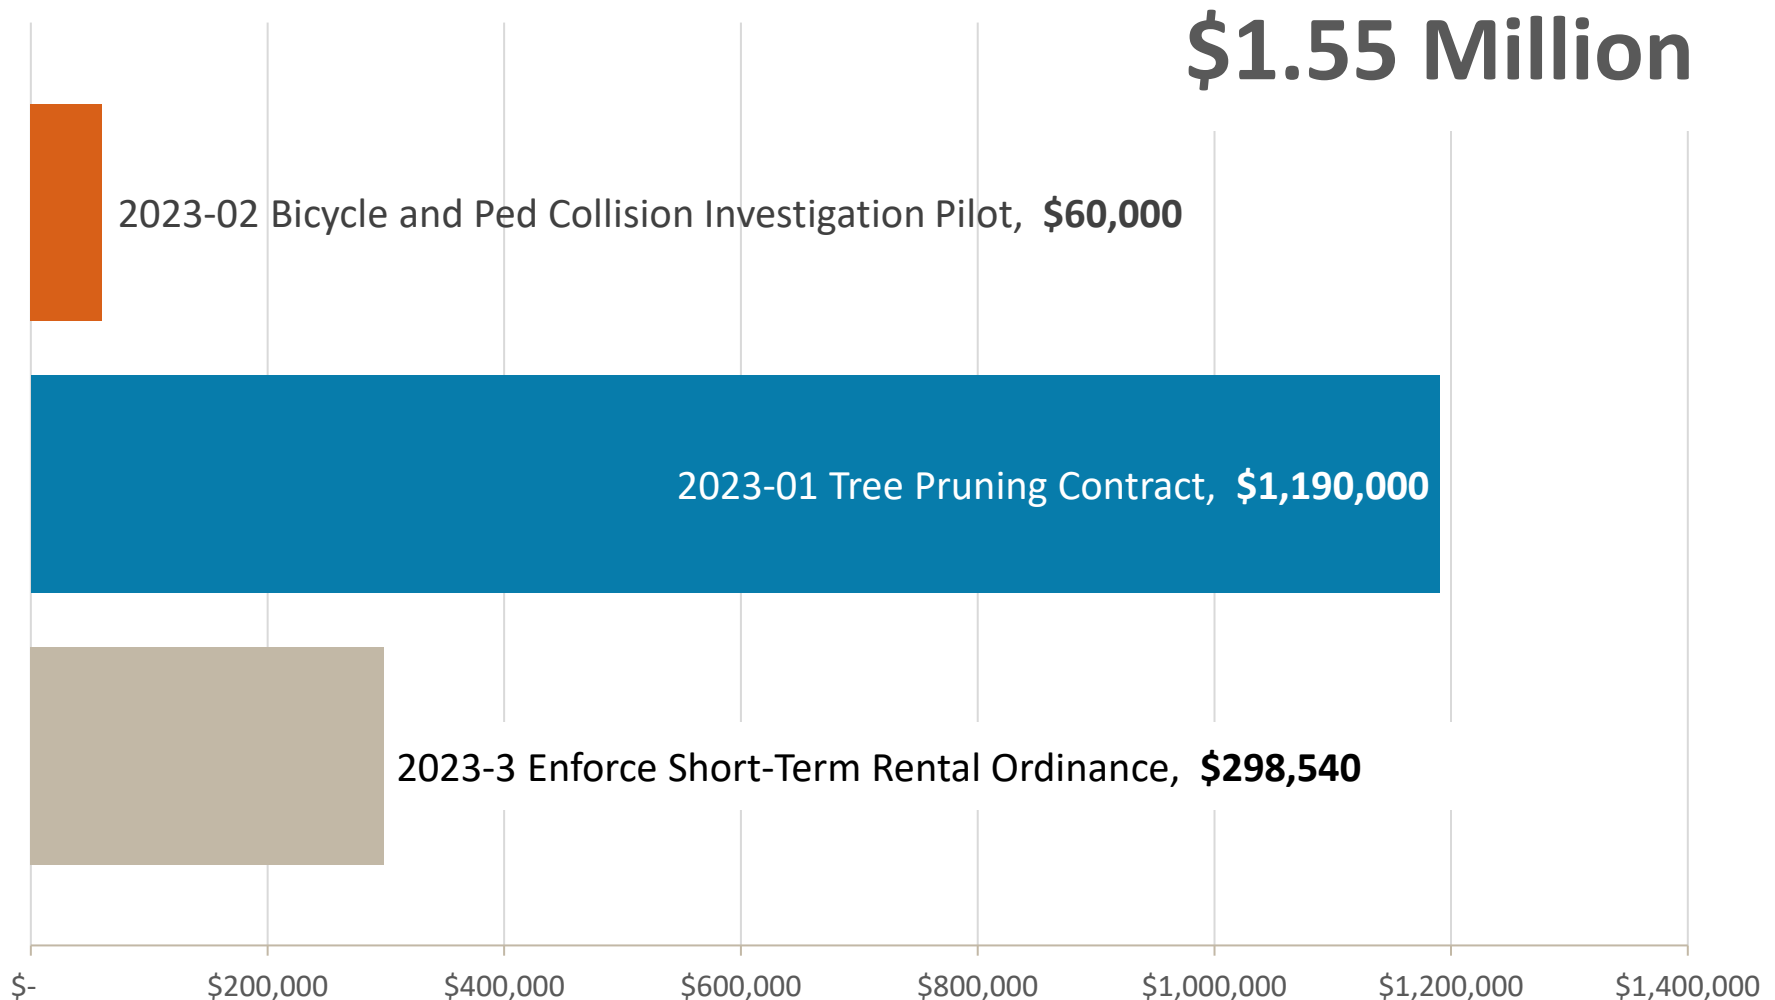 $1.55 Million
2023-02 Bicycle and Ped Collision Investigation Pilot, $60,000
2023-01 Tree Pruning Contract, $1,190,000
2023-3 Enforce Short-Term Rental Ordinance, $298,540
$- $200,000 $400,000 $600,000 $800,000 $1,000,000 $1,200,000 $1,400,000